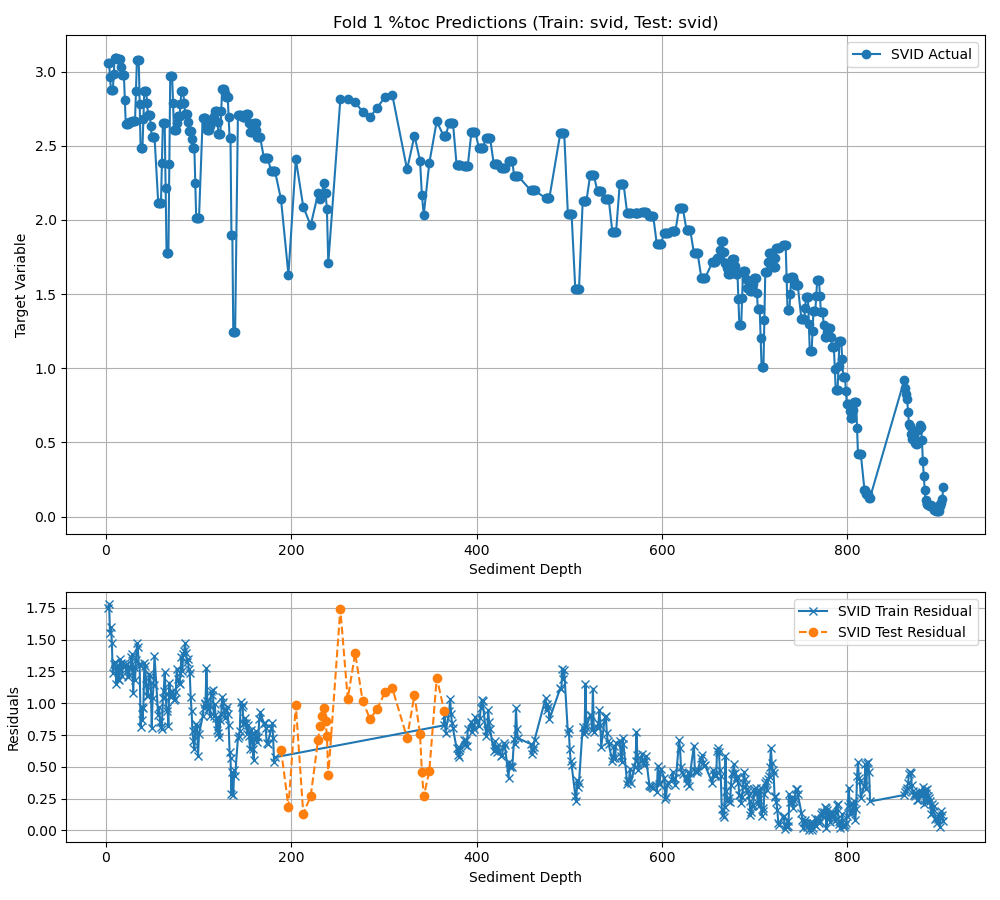 Fold 1 %toc Predictions (Train: svid, Test: svid)
SVID Actual
Target Variable
3.0
2.5
2.0
1.5
1.0
0.5
0.0
0 200 400 600 800
Sediment Depth
SVID Train Residual
SVID Test Residual
Residuals
1.75
1.50
1.25
1.00
0.75
0.50
0.25
0.00
0 200 400 600 800
Sediment Depth